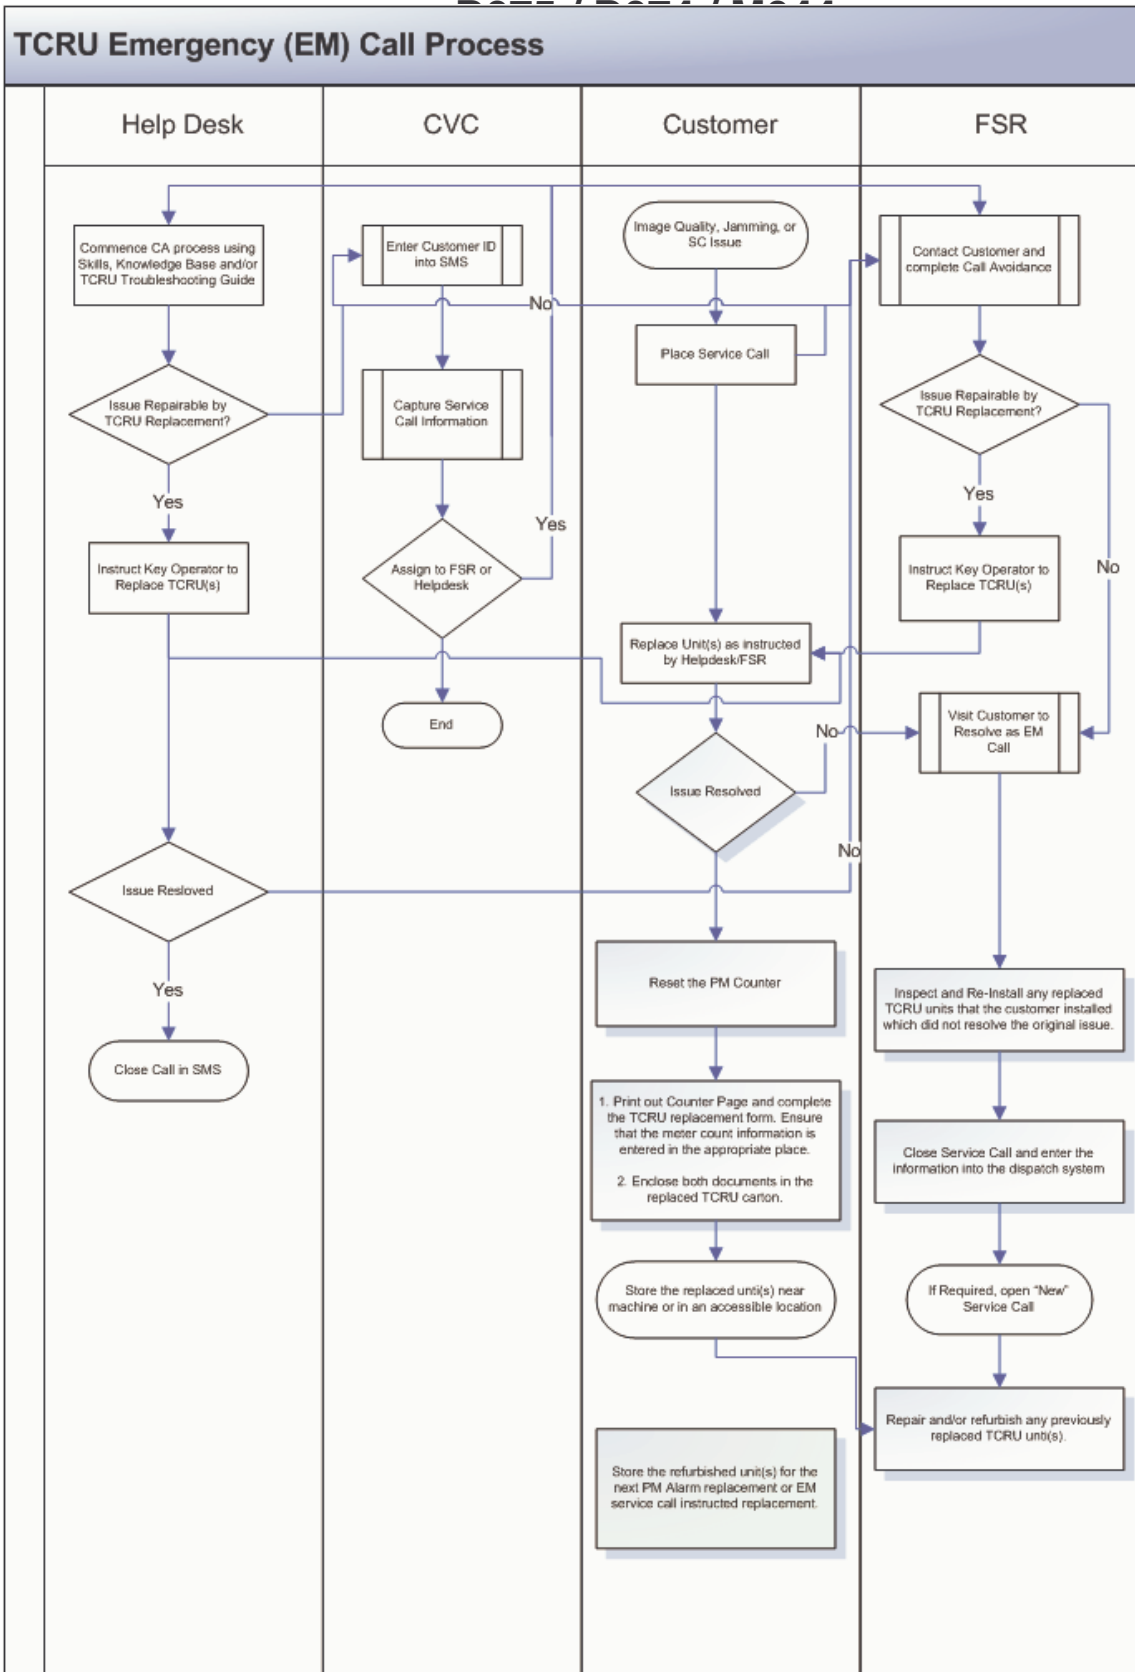 TCRU Emergency (EM) Call Process
Help Desk
CVC
Customer
FSR
Commence CA process using
Skills, Knowledge Base and/or
TCRU Troubleshooting Guide
Issue Repairable by
TCRU Replacement?
Yes
Instruct Key Operator to
Replace TCRU(s)
Issue Resloved
Yes
Close Call in SMS
Enter Customer ID
into SMS
No
Capture Service
Call Information
Yes
Assign to FSR or
Helpdesk
End
Image Quality, Jamming, or
SC Issue
Place Service Call
Replace Unit(s) as instructed
by Helpdesk/FSR
No
Issue Resolved
No
Reset the PM Counter
1. Print out Counter Page and complete
the TCRU replacement form. Ensure
that the meter count information is
entered in the appropriate place.
2. Enclose both documents in the
replaced TCRU carton.
Store the replaced unti(s) near
machine or in an accessible location
Store the refurbished unit(s) for the
next PM Alarm replacement or EM
service call instructed replacement.
Contact Customer and
complete Call Avoidance
Issue Repairable by
TCRU Replacement?
Yes
Instruct Key Operator to
Replace TCRU(s)
No
Visit Customer to
Resolve as EM
Call
Inspect and Re-Install any replaced
TCRU units that the customer installed
which did not resolve the original issue.
Close Service Call and enter the
information into the dispatch system
If Required, open "New"
Service Call
Repair and/or refurbish any previously
replaced TCRU unti(s).